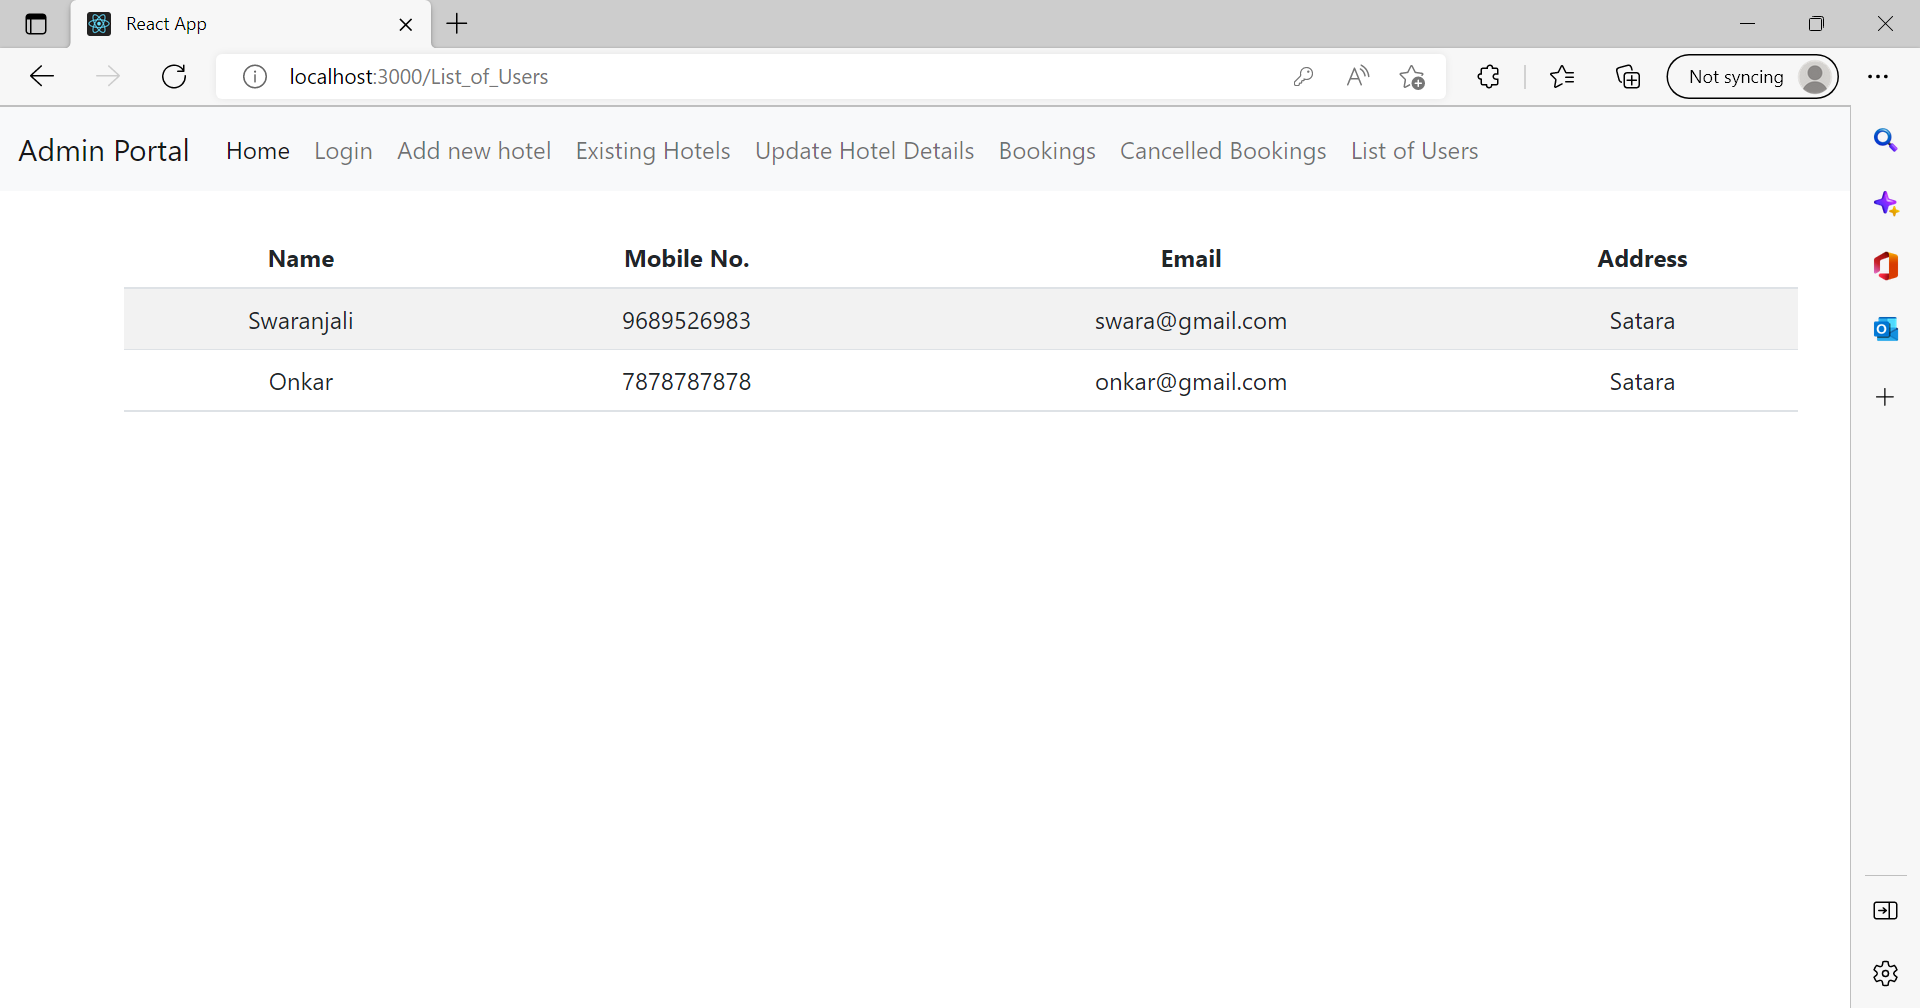 React App
localhost:3000/List_of_Users
Not syncing
Admin Portal Home Login Add new hotel Existing Hotels Update Hotel Details Bookings Cancelled Bookings List of Users
Name Mobile No. Email Address
Swaranjali 9689526983 swara@gmail.com Satara
Onkar 7878787878 onkar@gmail.com Satara